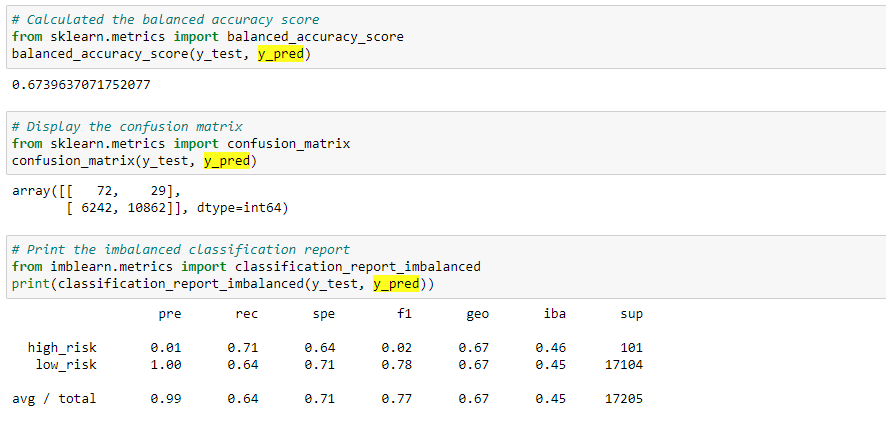 # Calculated the balanced accuracy score
from sklearn.metrics import balanced_accuracy_score
balanced_accuracy_score(y_test, y_pred)
0.6739637071752077
# Display the confusion matrix
from sklearn.metrics import confusion_matrix
confusion_matrix(y_test, y_pred)
array([[   72,    29],
       [ 6242, 10862]], dtype=int64)
# Print the imbalanced classification report
from imblearn.metrics import classification_report_imbalanced
print(classification_report_imbalanced(y_test, y_pred))
                   pre       rec       spe        f1       geo       iba       sup
  high_risk       0.01      0.71      0.64      0.02      0.67      0.46       101
   low_risk       1.00      0.64      0.71      0.78      0.67      0.45     17104
avg / total       0.99      0.64      0.71      0.77      0.67      0.45     17205